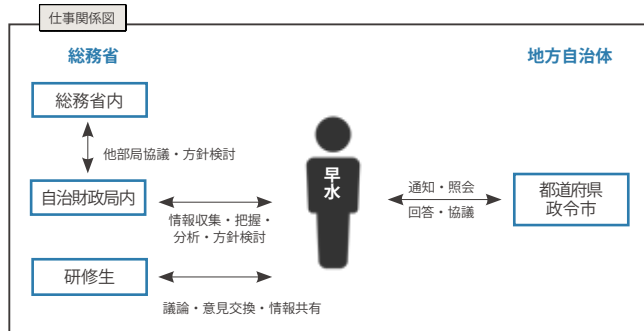 仕事関係図
総務省
地方自治体
総務省内
他部局協議・方針検討
自治財政局内
情報収集・把握・
分析・方針検討
研修生
議論・意見交換・情報共有
早水
通知・照会
回答・協議
都道府県
政令市